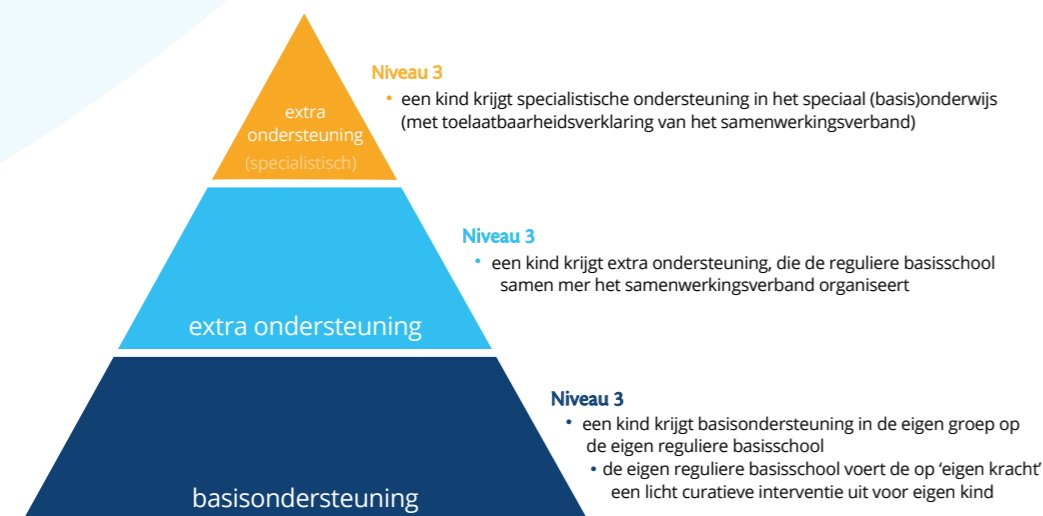 Niveau 3
• een kind krijgt specialistische ondersteuning in het speciaal (basis)onderwijs
(met toelaatbaarheidsverklaring van het samenwerkingsverband)
extra
ondersteuning
(specialistisch)
Niveau 3
• een kind krijgt extra ondersteuning, die de reguliere basisschool
samen mer het samenwerkingsverband organiseert
extra ondersteuning
Niveau 3
• een kind krijgt basisondersteuning in de eigen groep op
de eigen reguliere basisschool
• de eigen reguliere basisschool voert de op ‘eigen kracht’
een licht curatieve interventie uit voor eigen kind
basisondersteuning